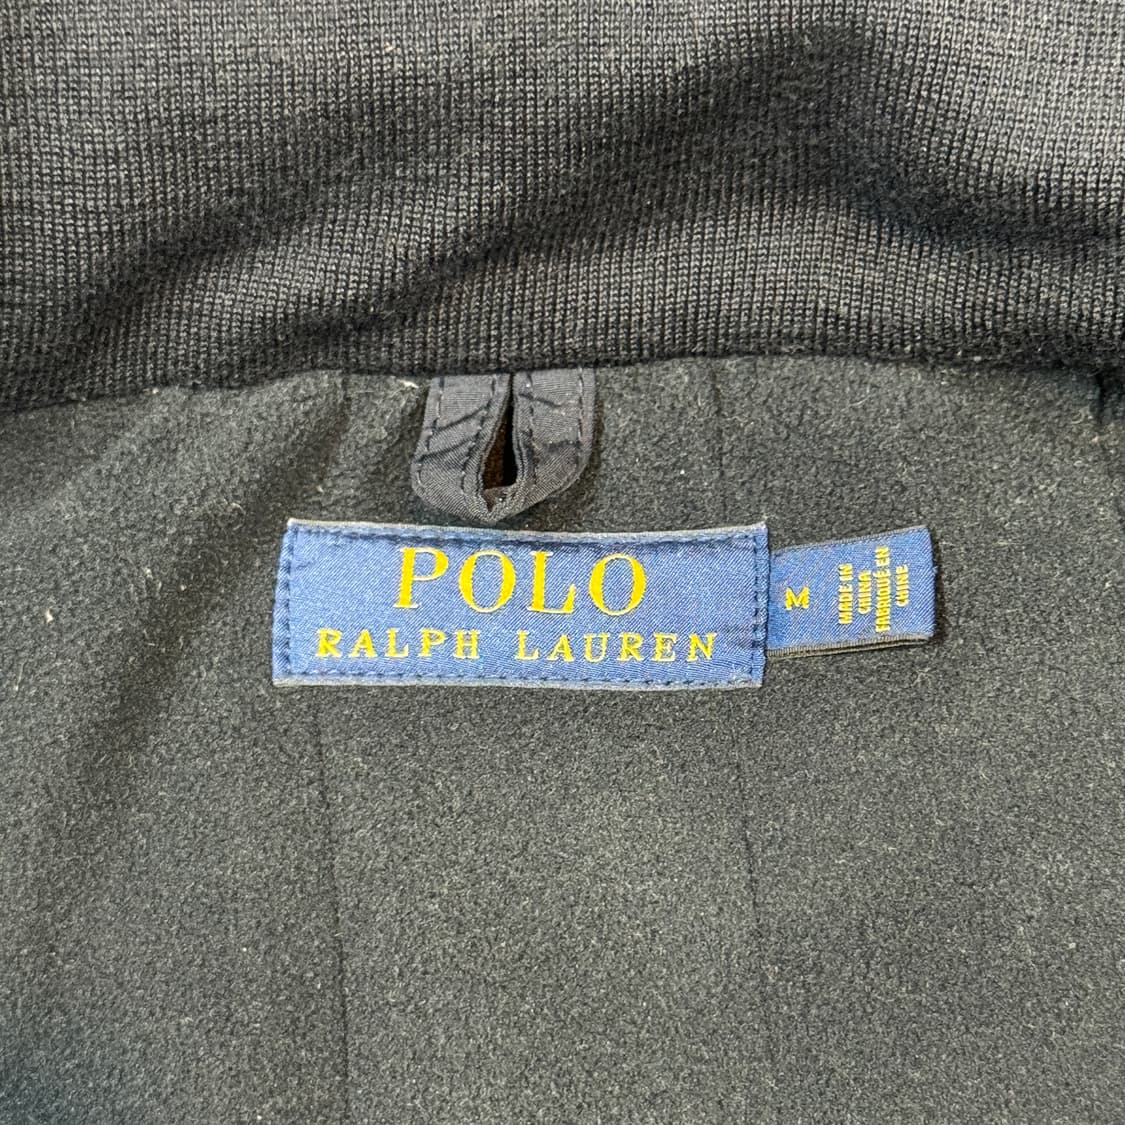 POLO
RALPH LAUREN
M
MADE IN
CHINA
FABRIQUÉ EN
CHINE